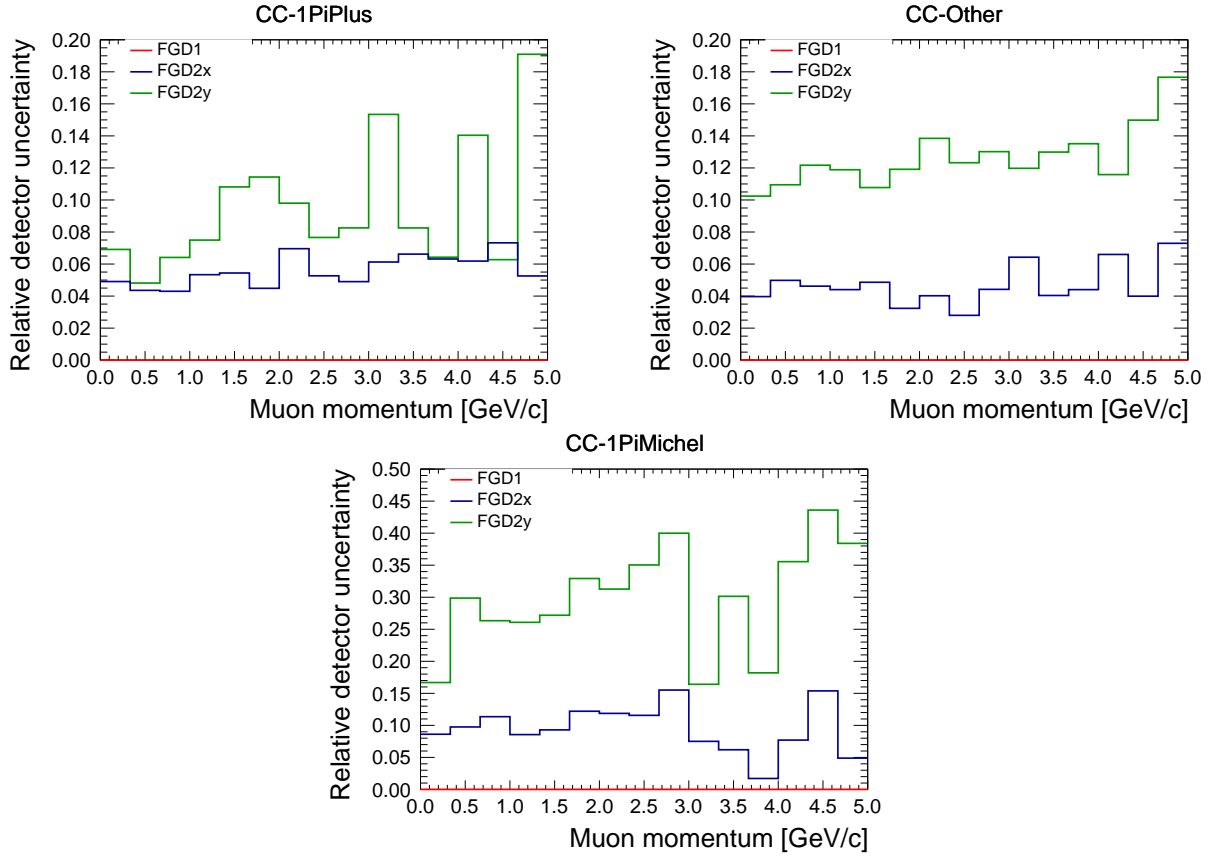 CC-1PiPlus
Relative detector uncertainty
0.20
0.18
0.16
0.14
0.12
0.10
0.08
0.06
0.04
0.02
0.00
FGD1
FGD2x
FGD2y
0.0 0.5 1.0 1.5 2.0 2.5 3.0 3.5 4.0 4.5 5.0
Muon momentum [GeV/c]
CC-Other
Relative detector uncertainty
0.20
0.18
0.16
0.14
0.12
0.10
0.08
0.06
0.04
0.02
0.00
FGD1
FGD2x
FGD2y
0.0 0.5 1.0 1.5 2.0 2.5 3.0 3.5 4.0 4.5 5.0
Muon momentum [GeV/c]
CC-1PiMichel
Relative detector uncertainty
0.50
0.45
0.40
0.35
0.30
0.25
0.20
0.15
0.10
0.05
0.00
FGD1
FGD2x
FGD2y
0.0 0.5 1.0 1.5 2.0 2.5 3.0 3.5 4.0 4.5 5.0
Muon momentum [GeV/c]